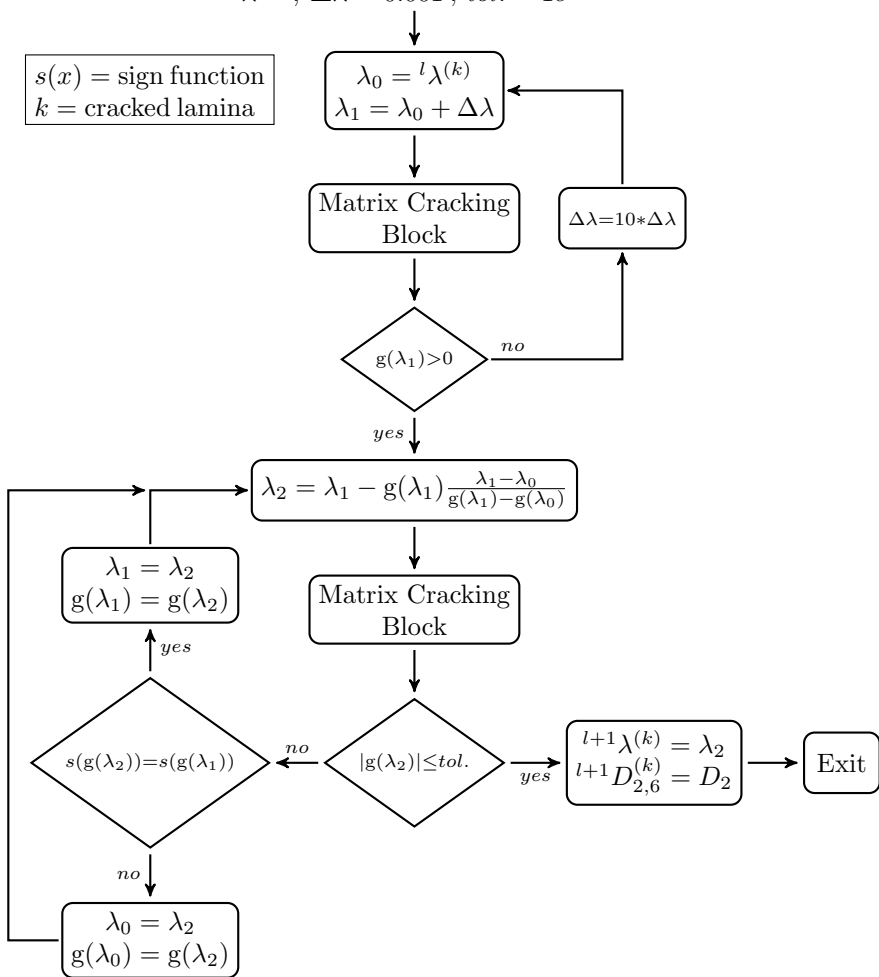 s(x) = sign function
k = cracked lamina
λ₀ = ˡλ⁽ᵏ⁾
λ₁ = λ₀ + Δλ
Matrix Cracking
Block
Δλ=10*Δλ
g(λ₁)>0
no
yes
λ₂ = λ₁ − g(λ₁) (λ₁−λ₀)/(g(λ₁)−g(λ₀))
λ₁ = λ₂
g(λ₁) = g(λ₂)
Matrix Cracking
Block
yes
s(g(λ₂))=s(g(λ₁))
no
|g(λ₂)|≤tol.
yes
ˡ⁺¹λ⁽ᵏ⁾ = λ₂
ˡ⁺¹D₂,₆⁽ᵏ⁾ = D₂
Exit
no
λ₀ = λ₂
g(λ₀) = g(λ₂)